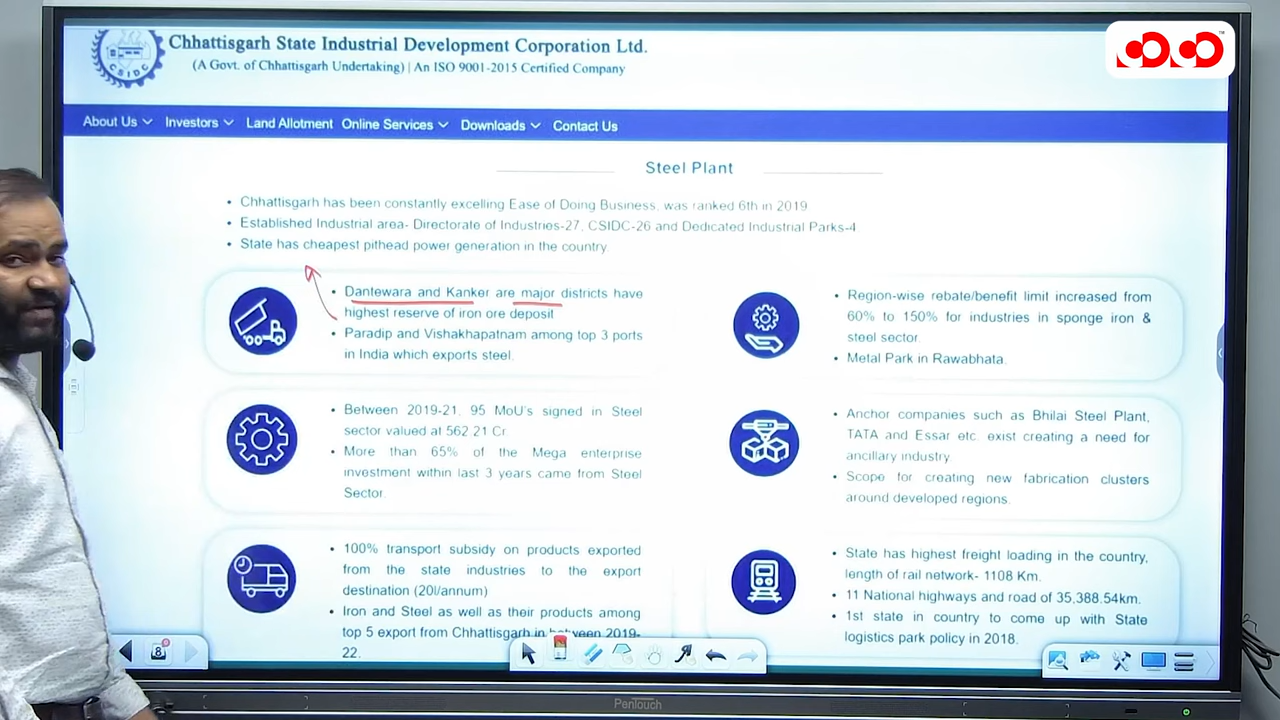 Chhattisgarh State Industrial Development Corporation Ltd.
(A Govt. of Chhattisgarh Undertaking) | An ISO 9001-2015 Certified Company
CSIDC
About Us Investors Land Allotment Online Services Downloads Contact Us
Steel Plant
• Chhattisgarh has been constantly excelling Ease of Doing Business, was ranked 6th in 2019
• Established Industrial area- Directorate of Industries-27, CSIDC-26 and Dedicated Industrial Parks-4
• State has cheapest pithead power generation in the country
• Dantewara and Kanker are major districts have
highest reserve of iron ore deposit
• Paradip and Vishakhapatnam among top 3 ports
in India which exports steel.
• Region-wise rebate/benefit limit increased from
60% to 150% for industries in sponge iron &
steel sector
• Metal Park in Rawabhata.
• Between 2019-21, 95 MoU's signed in Steel
sector valued at 562.21 Cr
• More than 65% of the Mega enterprise
investment within last 3 years came from Steel
Sector.
• Anchor companies such as Bhilai Steel Plant,
TATA and Essar etc. exist creating a need for
ancillary industry
• Scope for creating new fabrication clusters
around developed regions.
• 100% transport subsidy on products exported
from the state industries to the export
destination (20l/annum)
• Iron and Steel as well as their products among
top 5 export from Chhattisgarh in between 2019-
22.
• State has highest freight loading in the country,
length of rail network- 1108 Km.
• 11 National highways and road of 35,388.54km.
• 1st state in country to come up with State
logistics park policy in 2018.
8
Penlouch